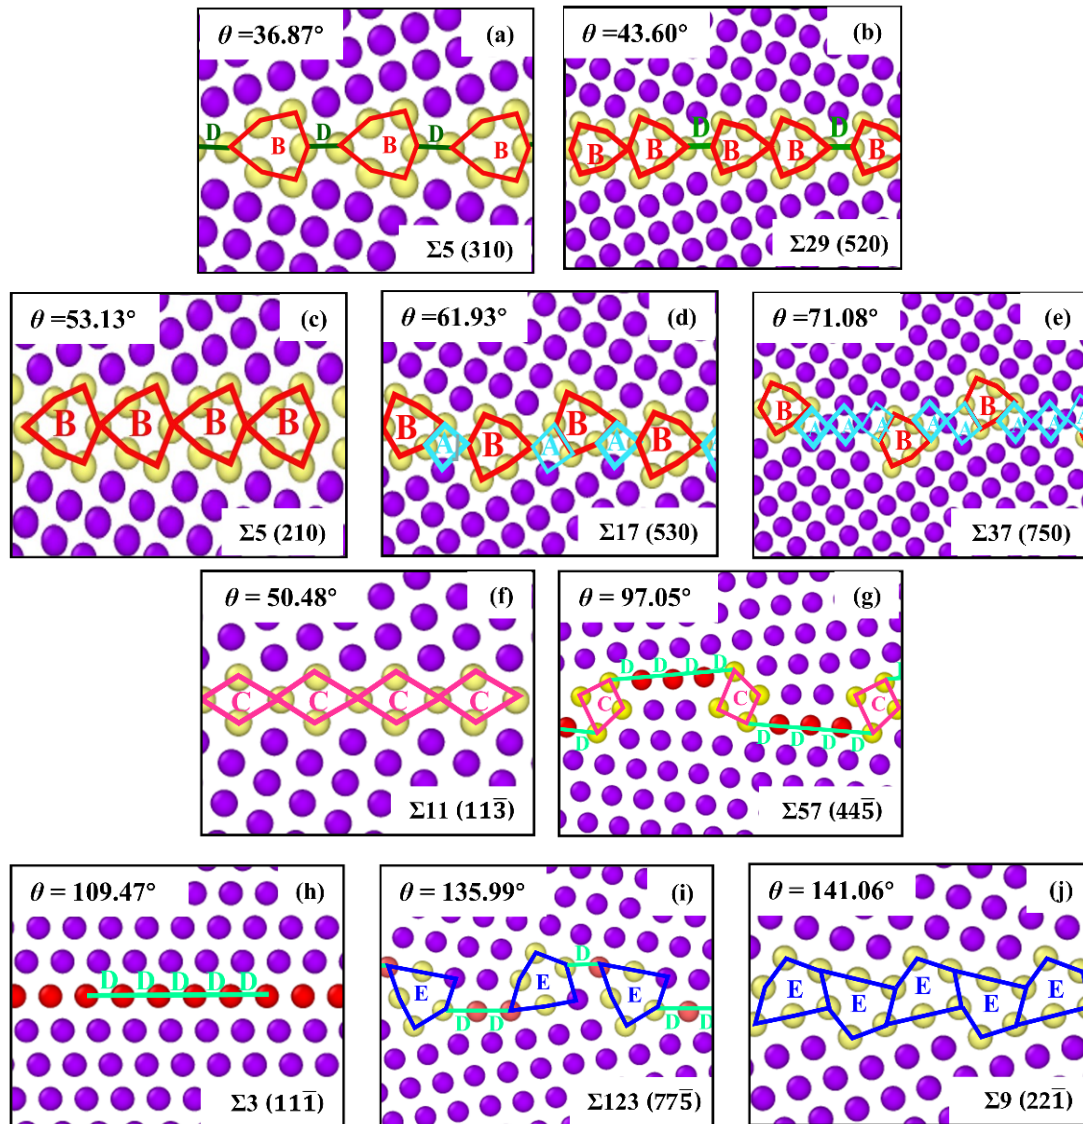 θ =36.87° (a)
D B D B D B
Σ5 (310)
θ =43.60° (b)
B B D B B D B
Σ29 (520)
θ =53.13° (c)
B B B B
Σ5 (210)
θ =61.93° (d)
B A B A B A B
Σ17 (530)
θ =71.08° (e)
B A A A B A A B A A A
Σ37 (750)
θ = 50.48° (f)
C C C C
Σ11 (113̅)
θ = 97.05° (g)
D D D D
C C
D D D D D
Σ57 (445̅)
θ = 109.47° (h)
D D D D D
Σ3 (111̅)
θ = 135.99° (i)
D
E E E
D D D D
Σ123 (775̅)
θ = 141.06° (j)
E E E E E
Σ9 (221̅)